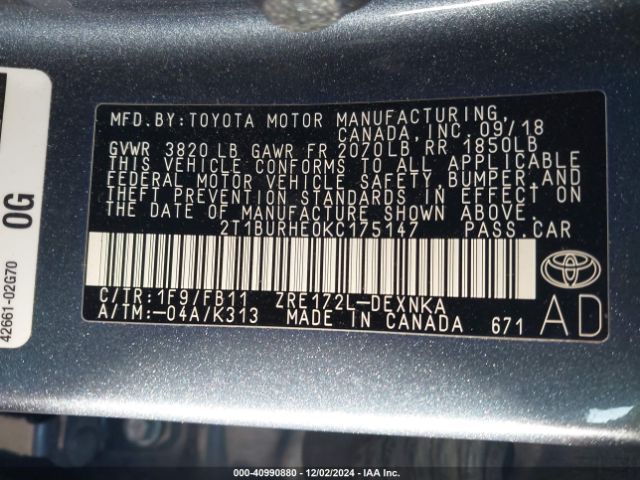 MFD. BY: TOYOTA MOTOR MANUFACTURING,
CANADA, INC. 09/18
GVWR 3820 LB GAWR FR 2070LB RR 1850LB
THIS VEHICLE CONFORMS TO ALL APPLICABLE
FEDERAL MOTOR VEHICLE SAFETY, BUMPER, AND
THEFT PREVENTION STANDARDS IN EFFECT ON
THE DATE OF MANUFACTURE SHOWN ABOVE.
2T1BURHE0KC175147 PASS.CAR
C/TR: 1F9/FB11 ZRE172L-DEXNKA
A/TM: -04A/K313 MADE IN CANADA 671
AD
0G
42661-02G70
000-40990880 - 12/02/2024 - IAA Inc.